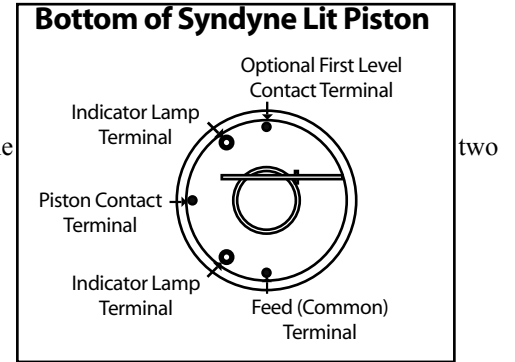 Bottom of Syndyne Lit Piston
Optional First Level
Contact Terminal
Indicator Lamp
Terminal
two
Piston Contact
Terminal
Indicator Lamp
Terminal
Feed (Common)
Terminal